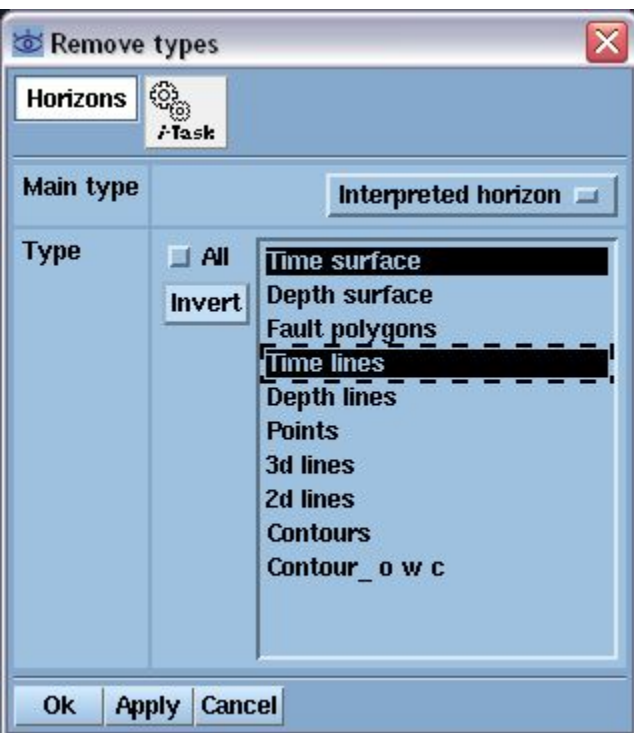 Remove types
Horizons
i-Task
Main type
Interpreted horizon
Type
All
Invert
Time surface
Depth surface
Fault polygons
Time lines
Depth lines
Points
3d lines
2d lines
Contours
Contour_ o w c
Ok Apply Cancel